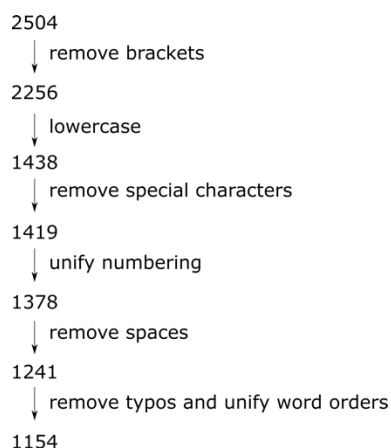 2504
remove brackets
2256
lowercase
1438
remove special characters
1419
unify numbering
1378
remove spaces
1241
remove typos and unify word orders
1154